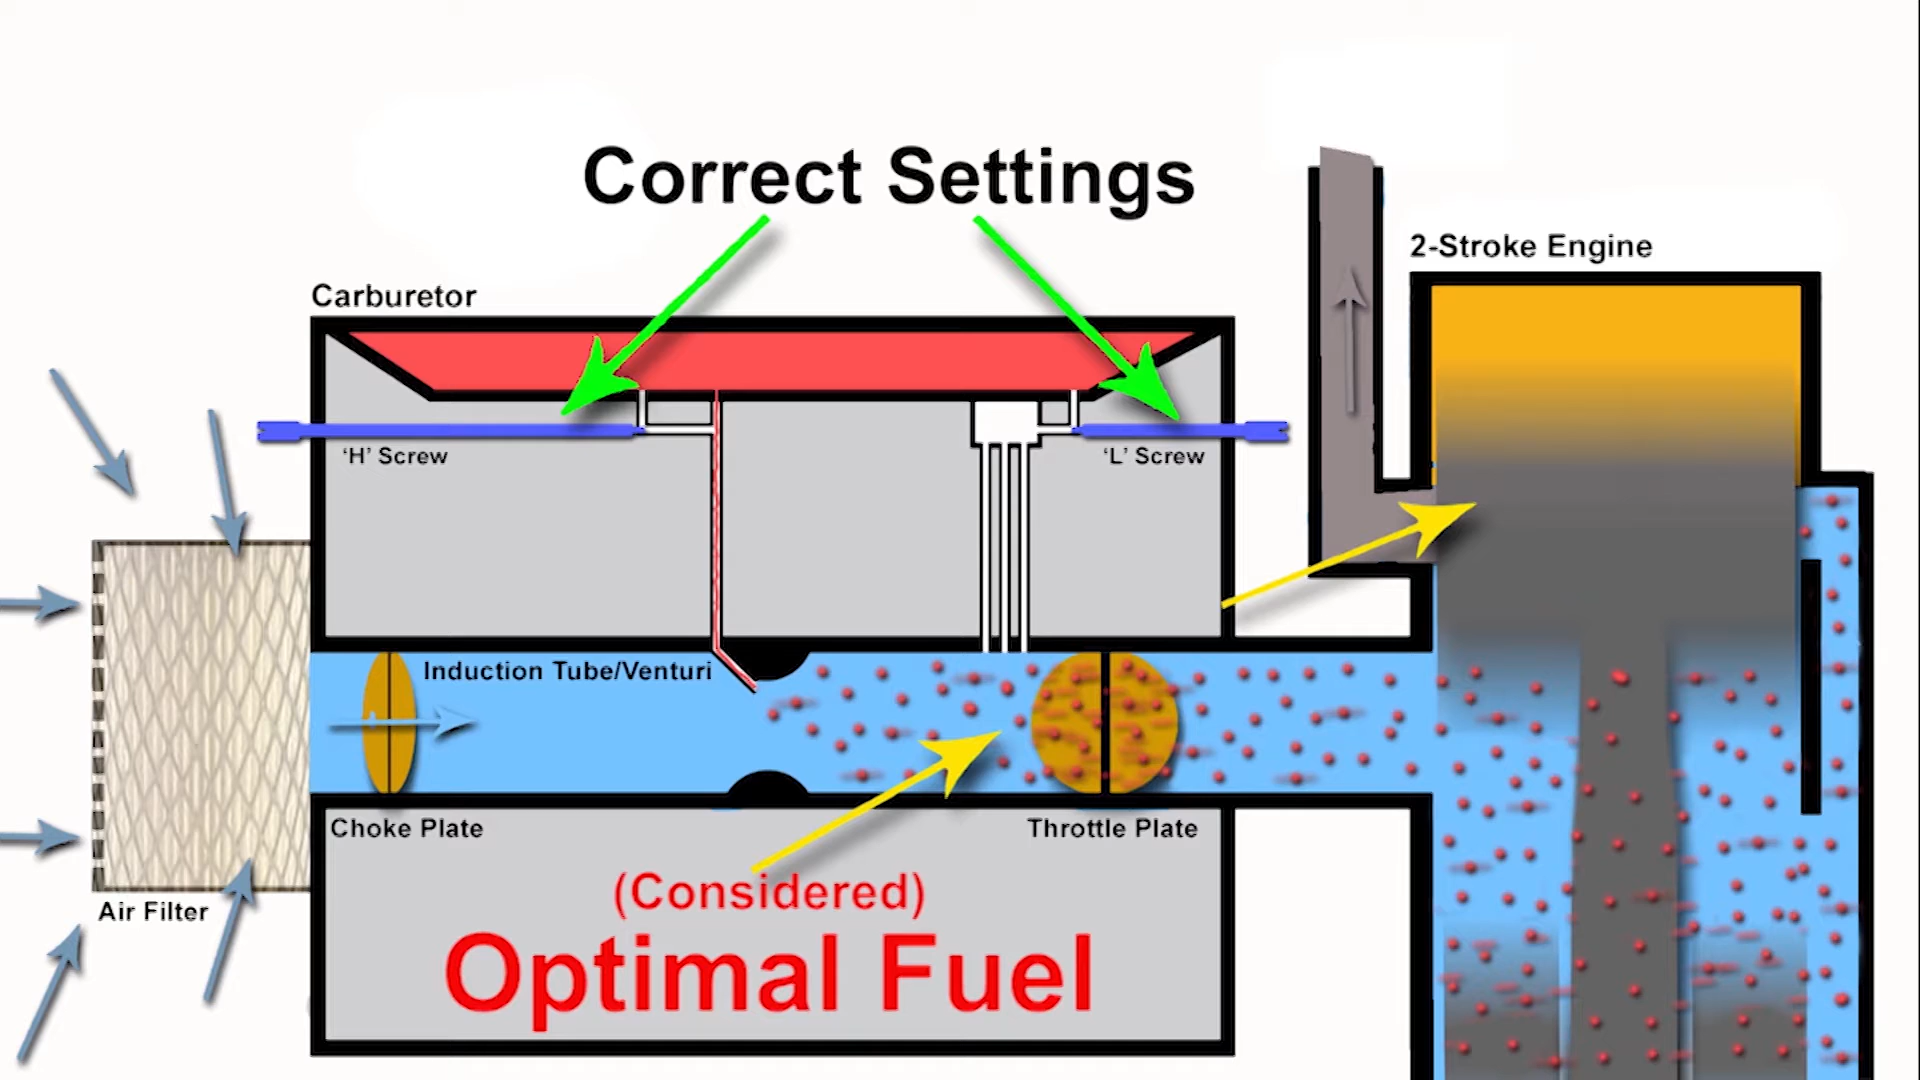 Correct Settings
2-Stroke Engine
Carburetor
‘H’ Screw
‘L’ Screw
Induction Tube/Venturi
Choke Plate
Throttle Plate
(Considered)
Air Filter
Optimal Fuel